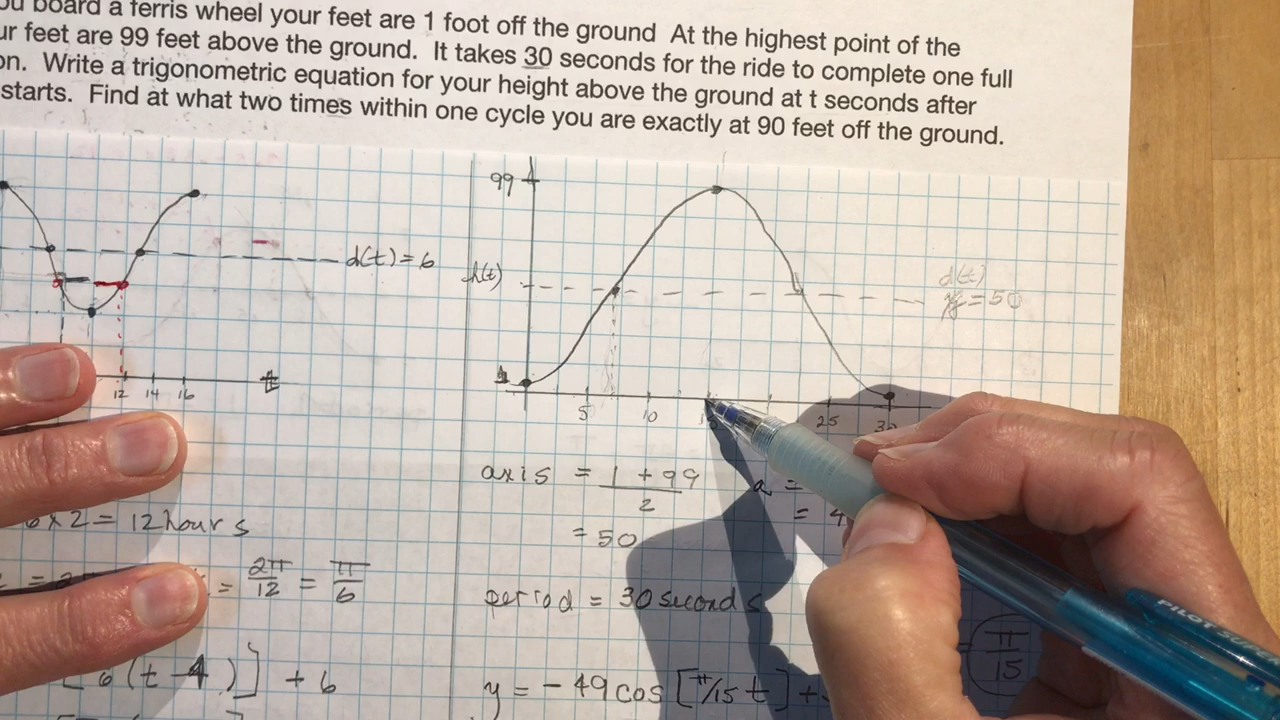 board a ferris wheel your feet are 1 foot off the ground At the highest point of the
feet are 99 feet above the ground. It takes 30 seconds for the ride to complete one full
Write a trigonometric equation for your height above the ground at t seconds after
starts. Find at what two times within one cycle you are exactly at 90 feet off the ground.
99
d(t) = 6
h(t)
d(t)
y = 50
1
t
12 14 16
5 10 15 25 30
axis = 1 + 99
2
= 50
a =
= 4
6 x 2 = 12 hours
= 2π/12 = π/6
period = 30 seconds
= π/15
6 (t - 4)] + 6
y = - 49 cos [π/15 t] +
PILOT